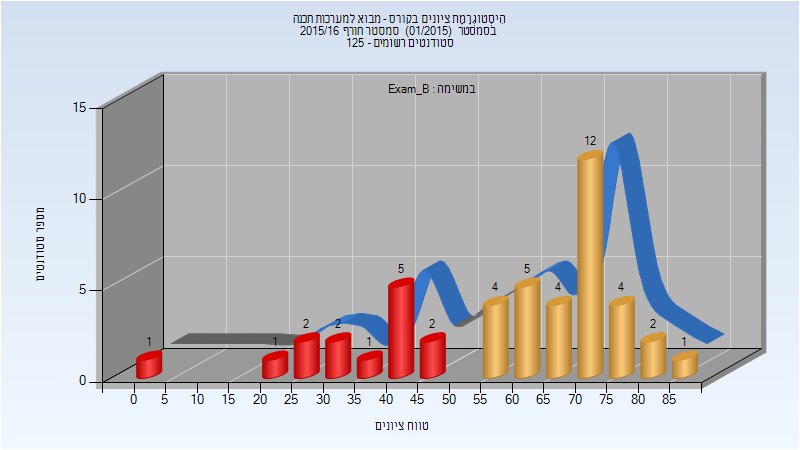 היסטוגרמת ציונים בקורס - מבוא למערכות תכנה
בסמסטר (01/2015) סמסטר חורף 2015/16
סטודנטים רשומים - 125
במשימה : Exam_B
15
10
5
0
מספר סטודנטים
1
1
2
2
1
5
2
4
5
4
12
4
2
1
0 5 10 15 20 25 30 35 40 45 50 55 60 65 70 75 80 85
טווח ציונים